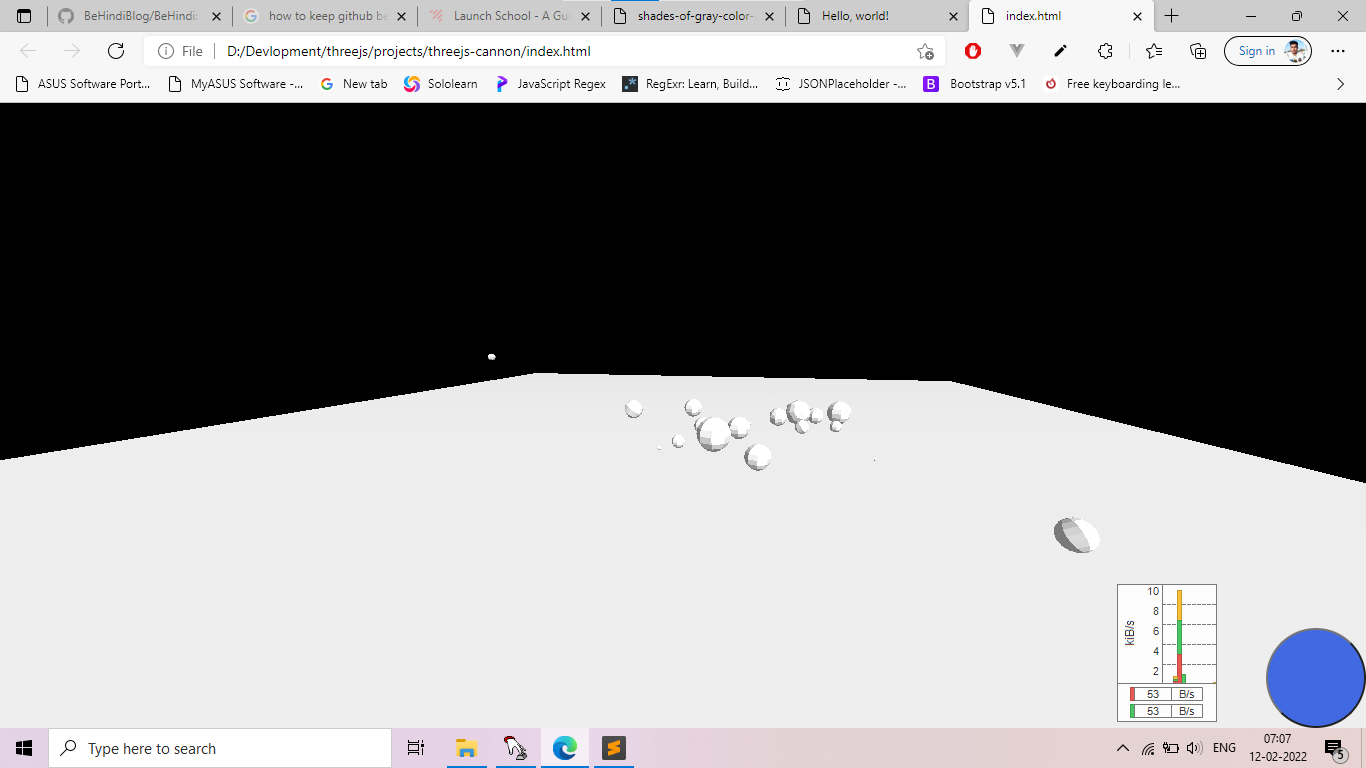 BeHindiBlog/BeHindi
how to keep github be
Launch School - A Gui
shades-of-gray-color-
Hello, world!
index.html
File
D:/Devlopment/threejs/projects/threejs-cannon/index.html
Sign in
ASUS Software Port...
MyASUS Software -...
New tab
Sololearn
JavaScript Regex
RegExr: Learn, Build...
JSONPlaceholder -...
B
Bootstrap v5.1
Free keyboarding le...
10
8
6
4
2
kiB/s
53 B/s
53 B/s
Type here to search
ENG
07:07
12-02-2022
5